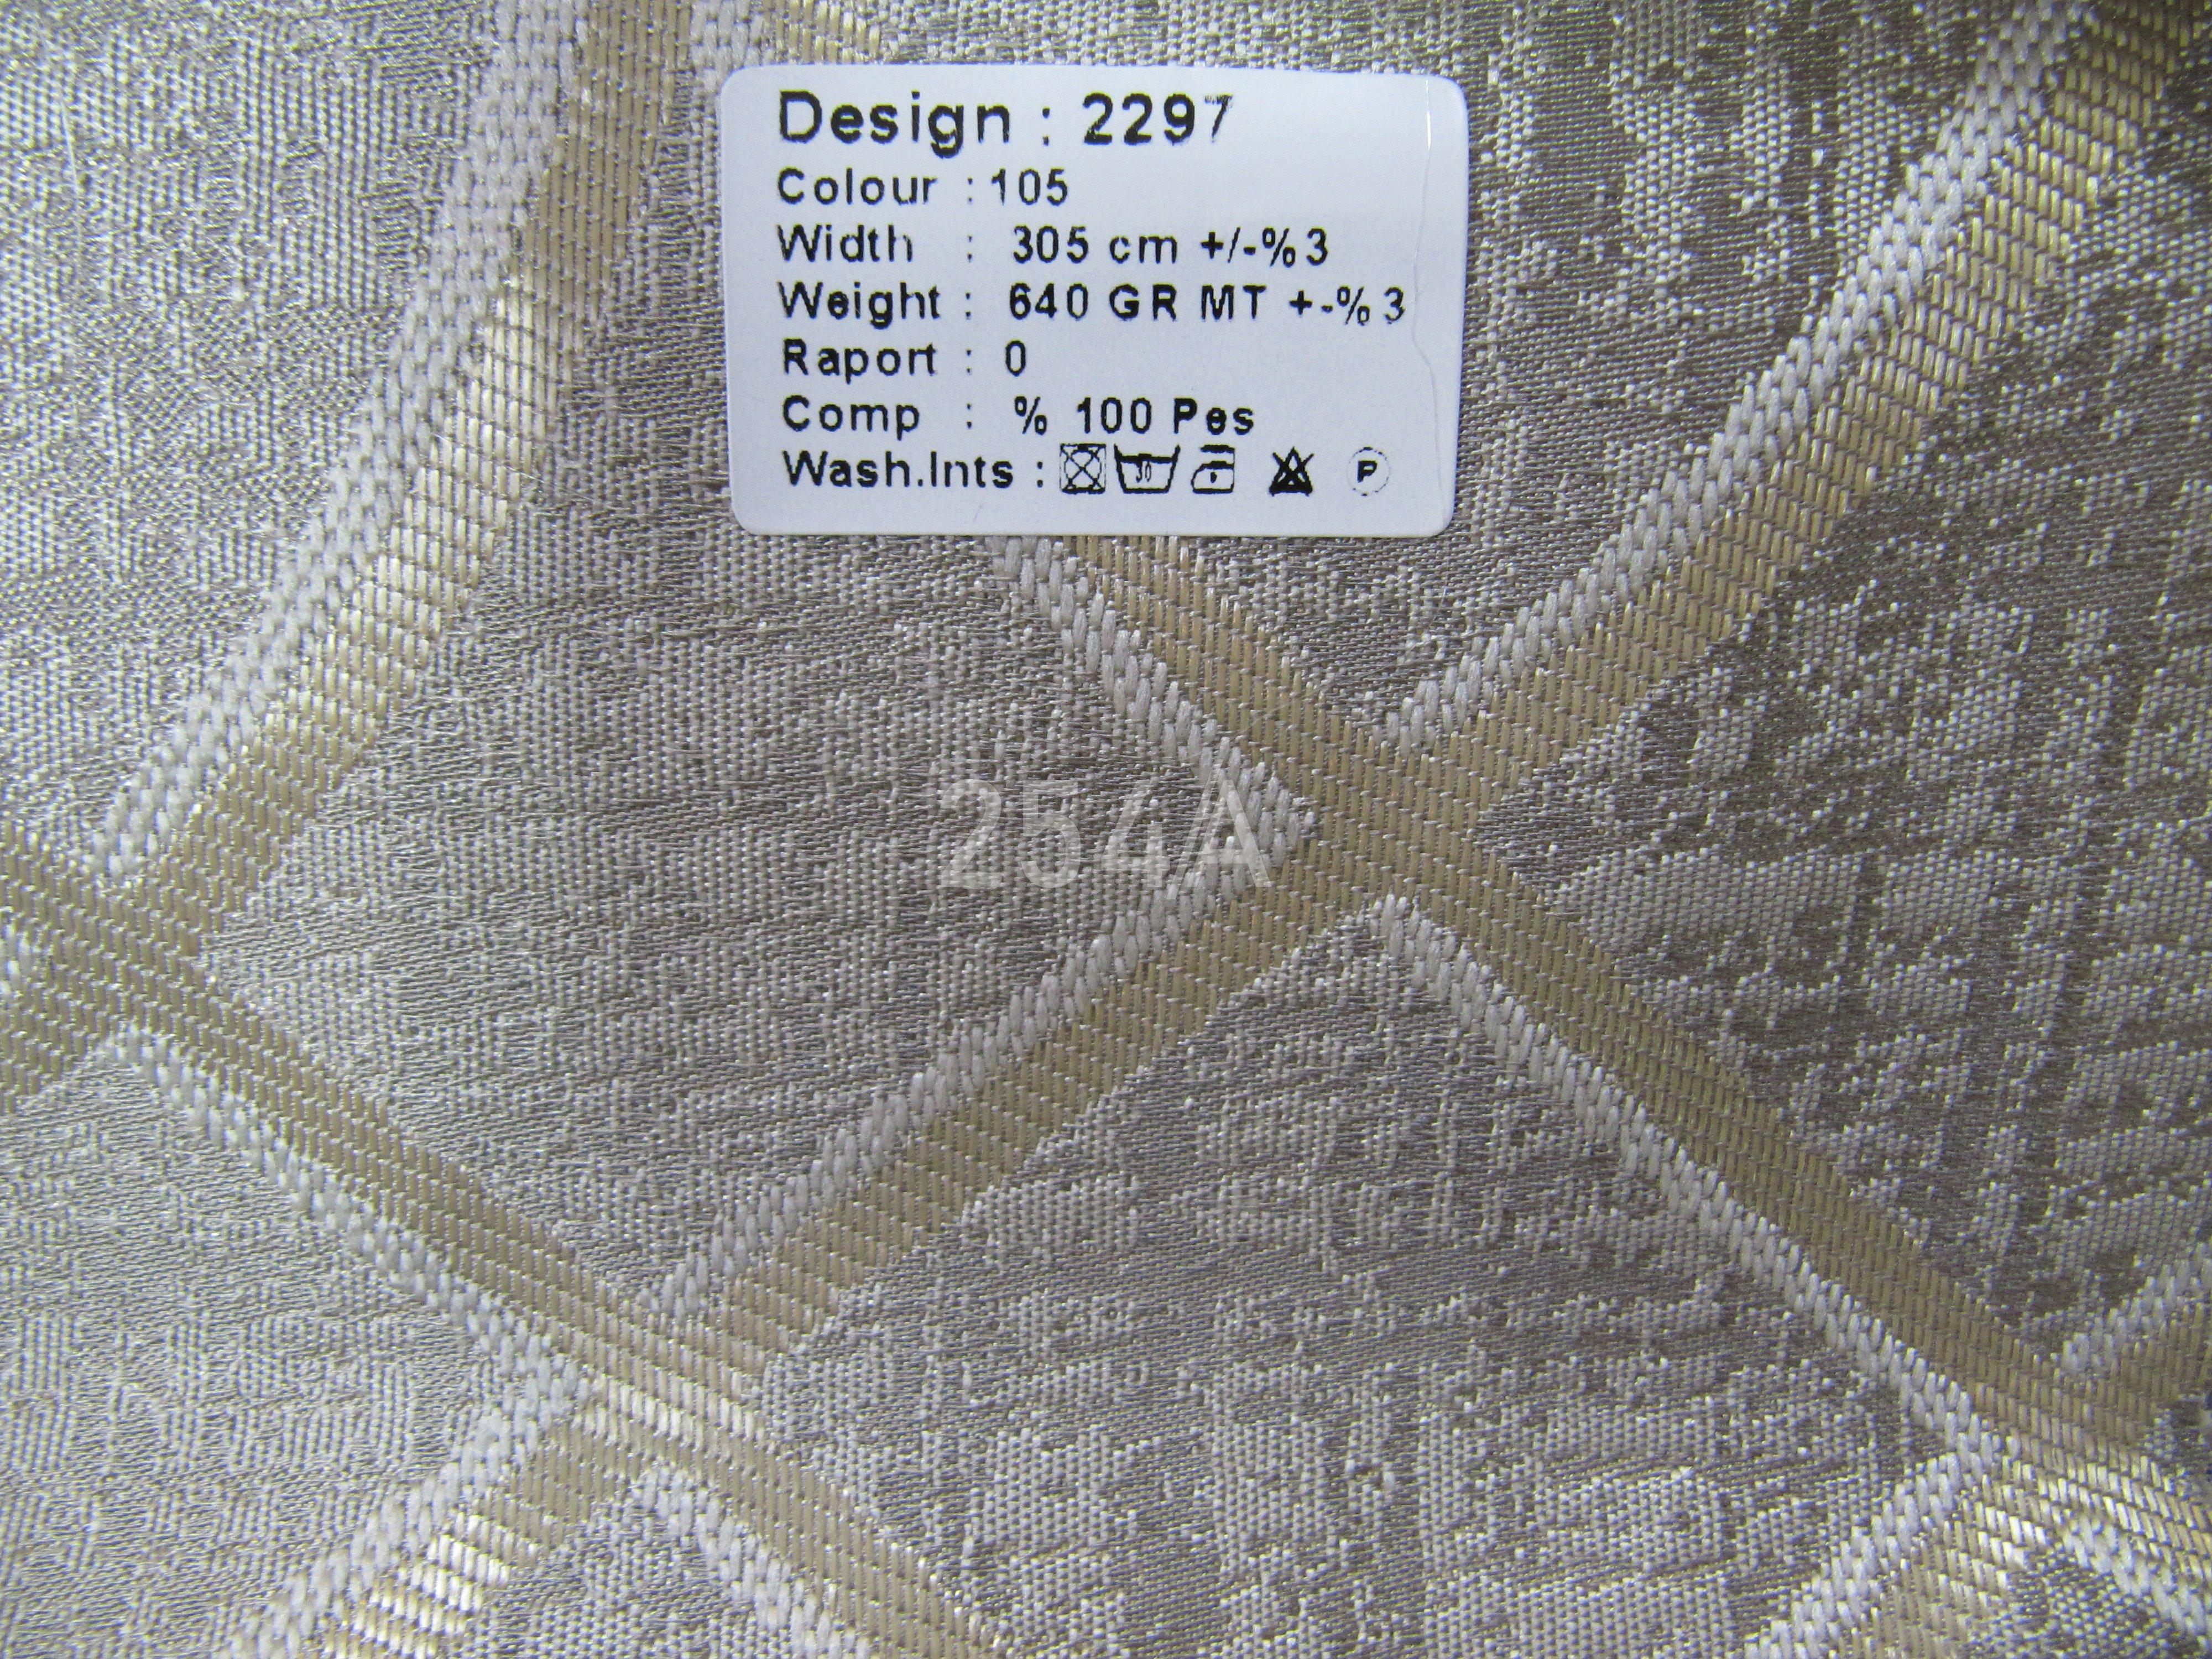 Design : 2297
Colour : 105
Width : 305 cm +/-% 3
Weight : 640 GR MT +-% 3
Raport : 0
Comp : % 100 Pes
Wash.Ints : 30 P
254A